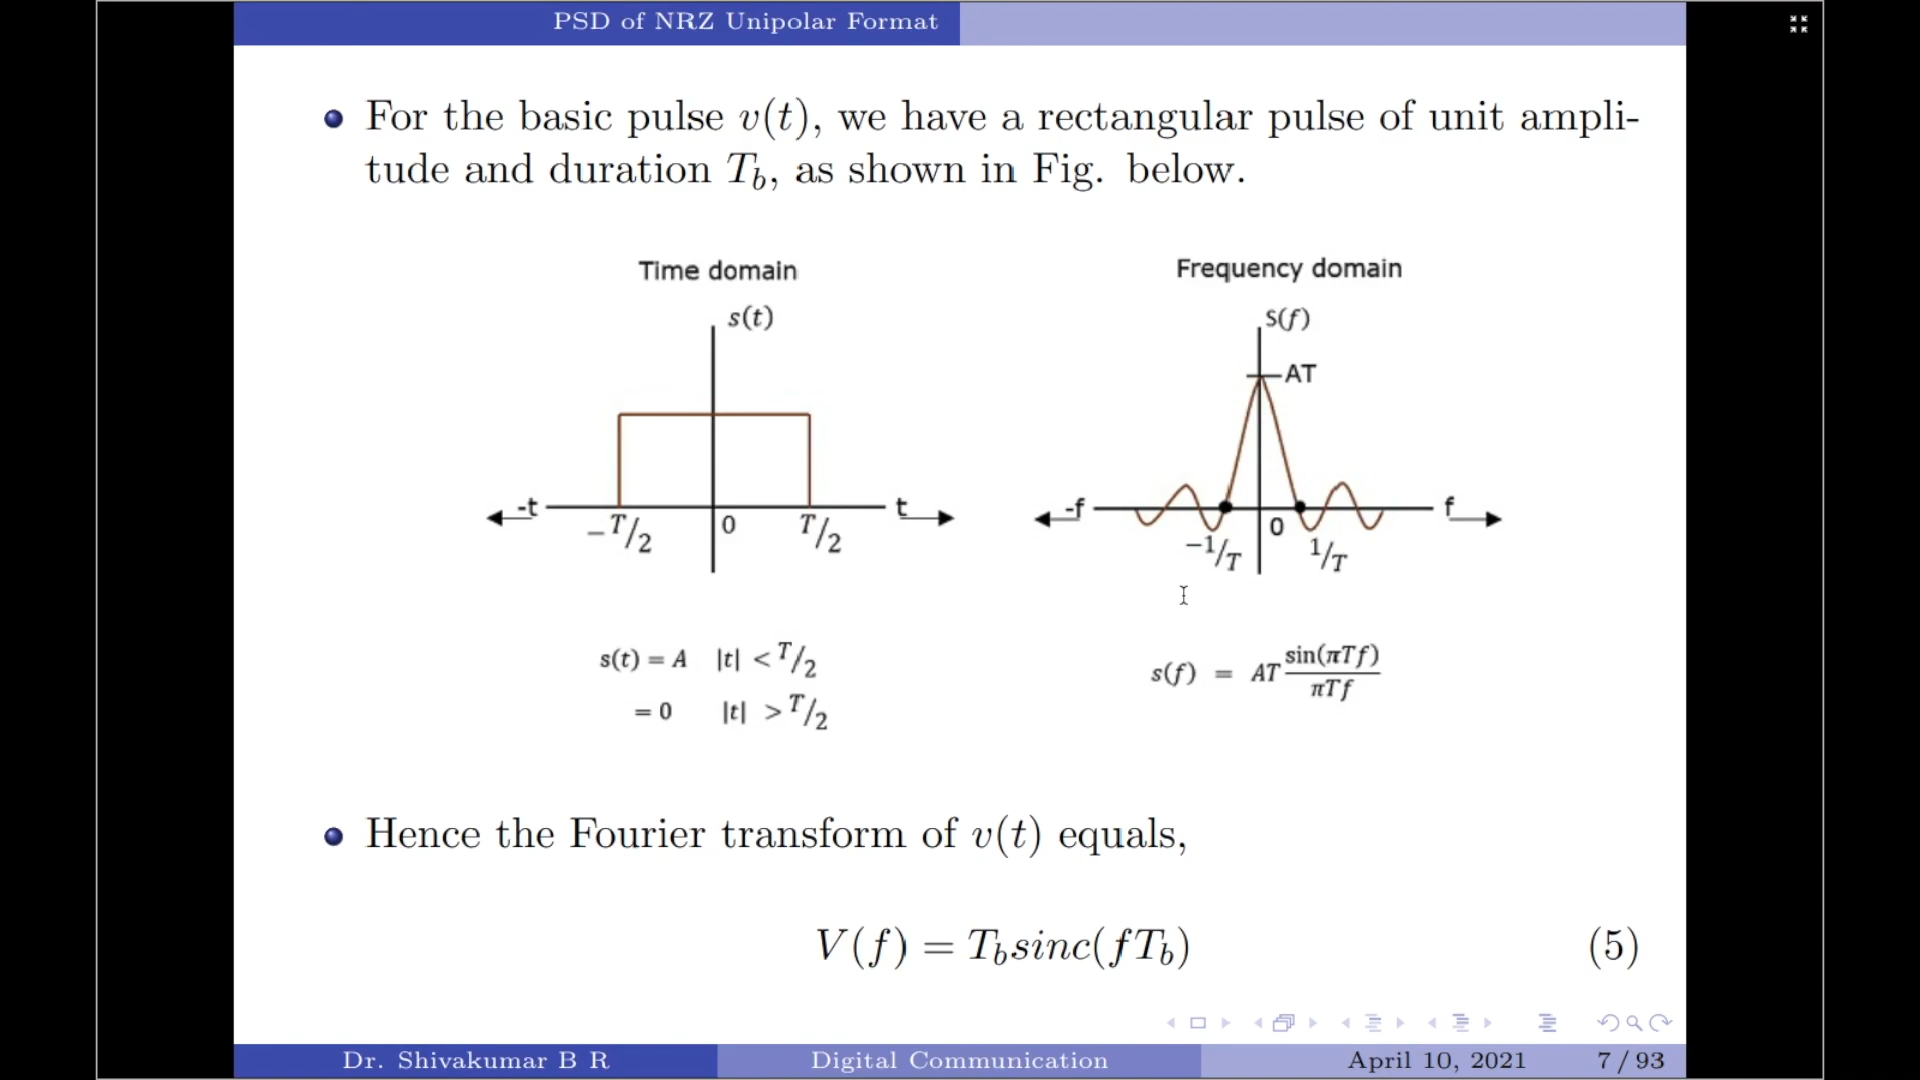 PSD of NRZ Unipolar Format
For the basic pulse v(t), we have a rectangular pulse of unit ampli-
tude and duration T_b, as shown in Fig. below.
Time domain
s(t)
-t
t
−T/2
0
T/2
s(t) = A |t| < T/2
= 0 |t| > T/2
Frequency domain
S(f)
AT
-f
f
−1/T
0
1/T
s(f) = AT sin(πTf)/πTf
Hence the Fourier transform of v(t) equals,
V(f) = T_b sinc(fT_b) (5)
Dr. Shivakumar B R Digital Communication April 10, 2021 7 / 93